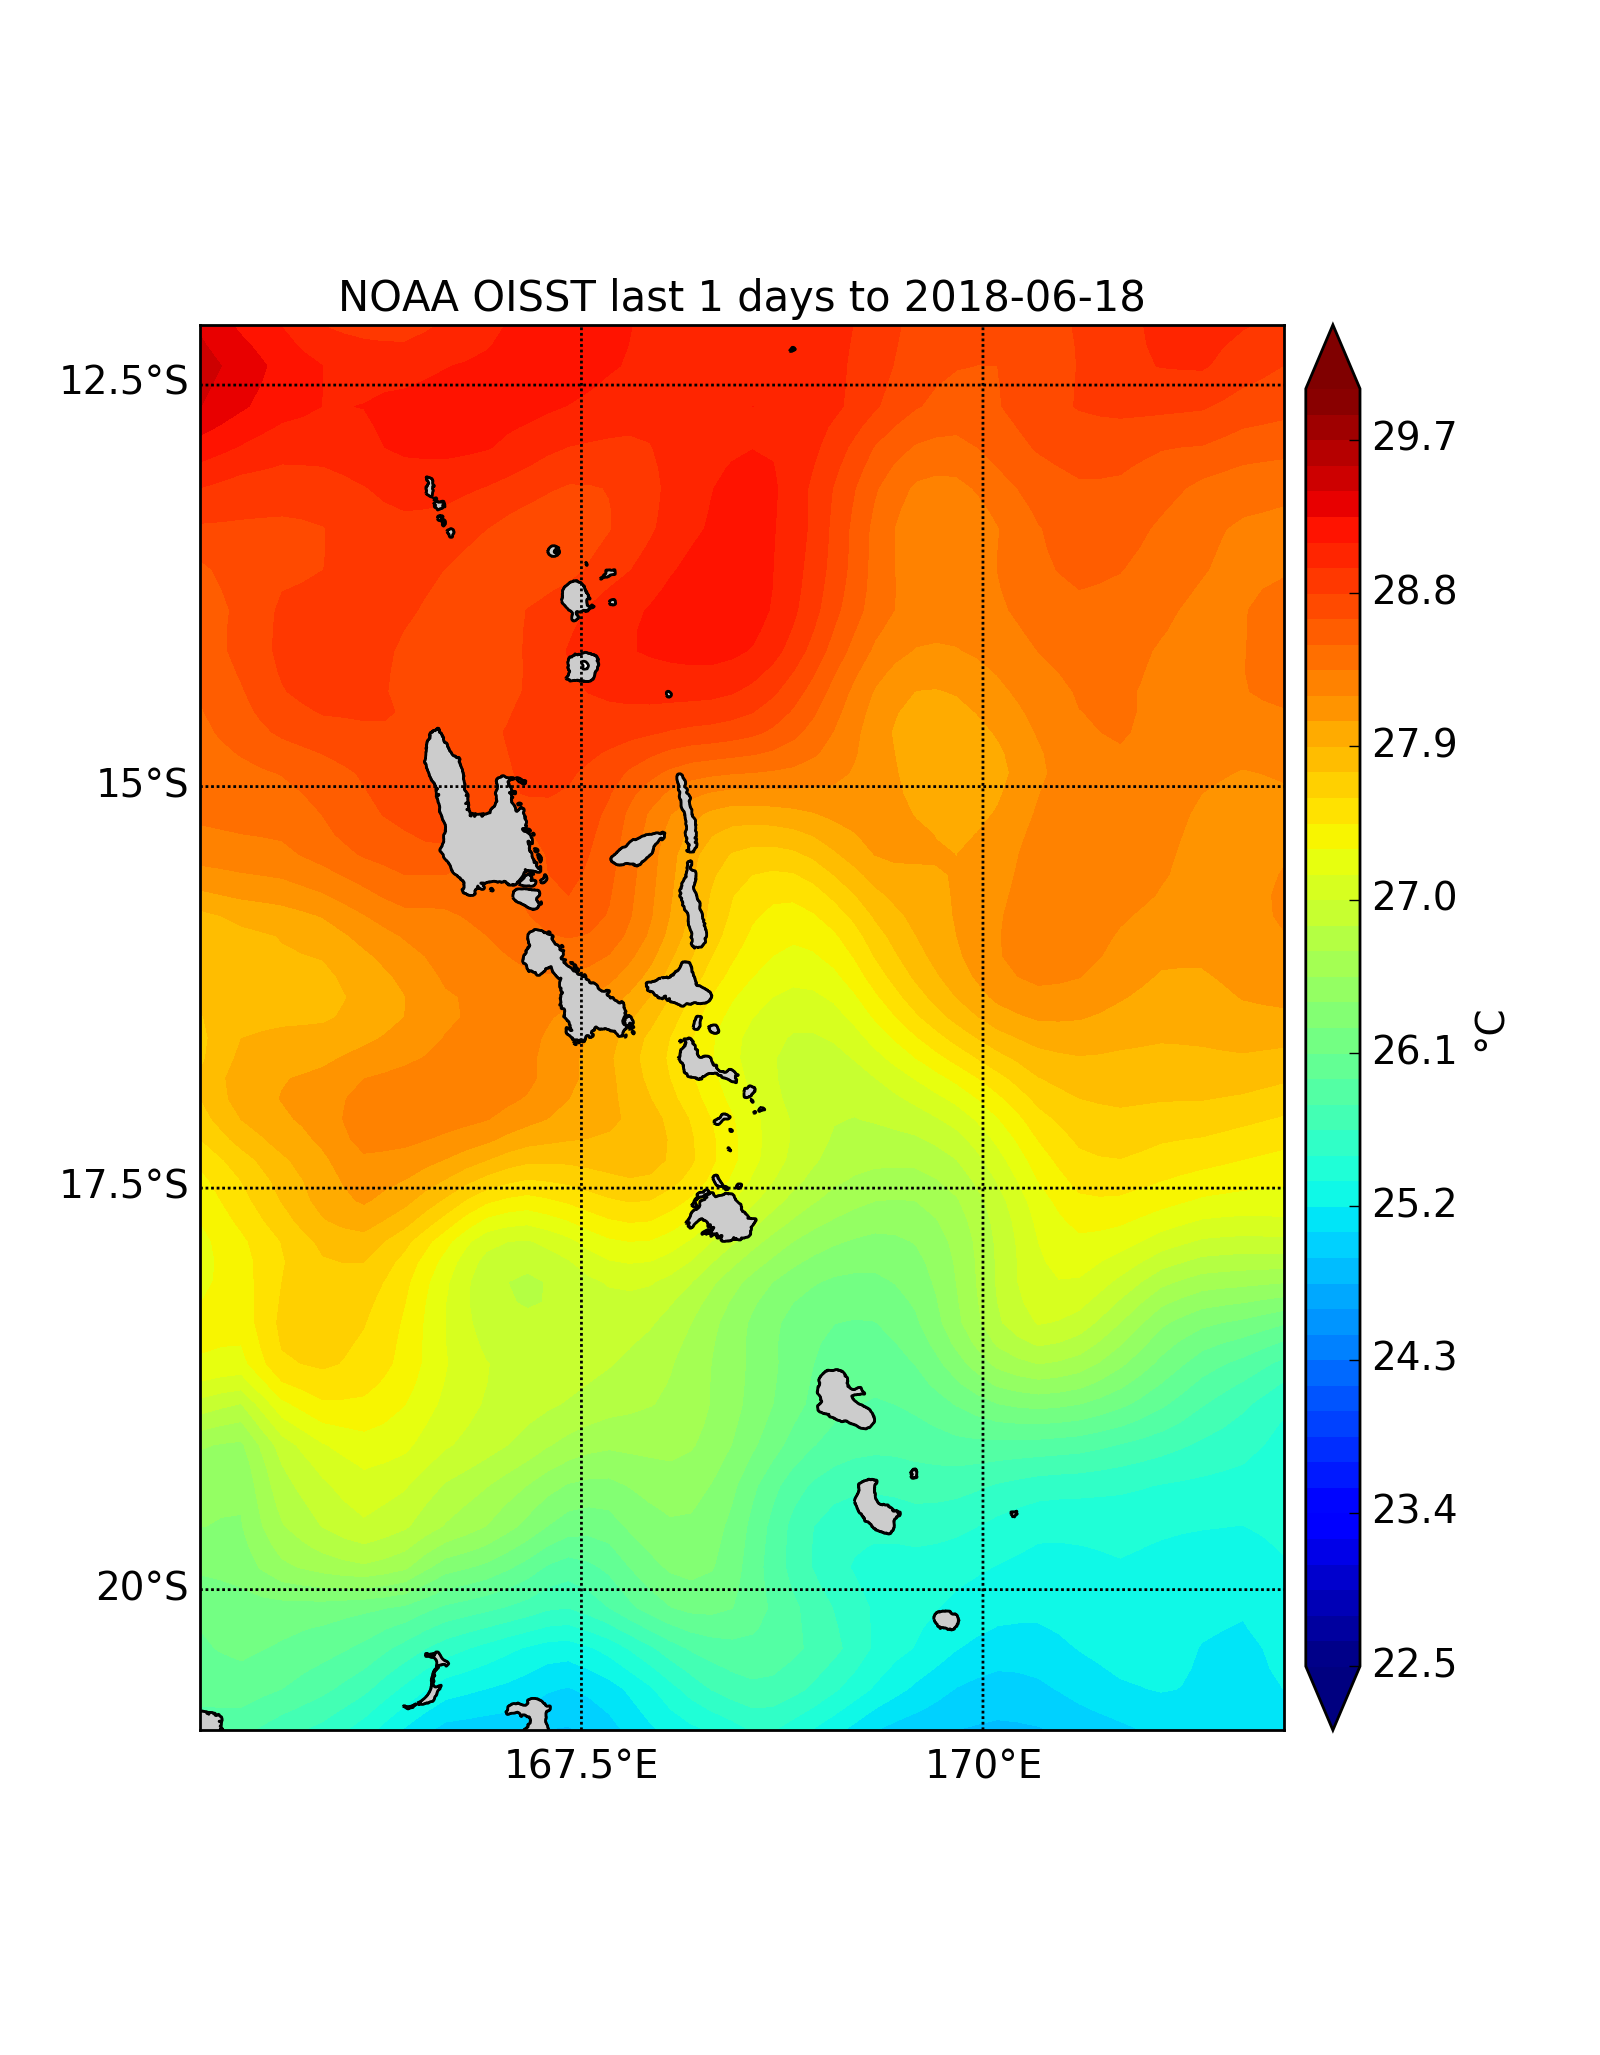 NOAA OISST last 1 days to 2018-06-18
12.5°S
15°S
17.5°S
20°S
167.5°E
170°E
29.7
28.8
27.9
27.0
26.1
25.2
24.3
23.4
22.5
°C